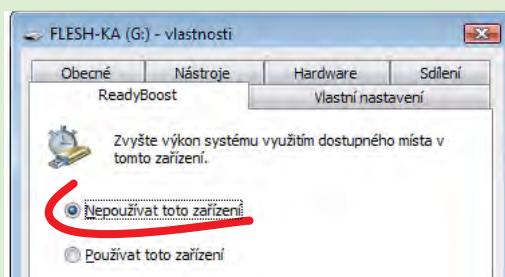 FLESH-KA (G:) - vlastnosti
Obecné Nástroje Hardware Sdílení
ReadyBoost Vlastní nastavení
Zvyšte výkon systému využitím dostupného místa v
tomto zařízení.
Nepoužívat toto zařízení
Používat toto zařízení